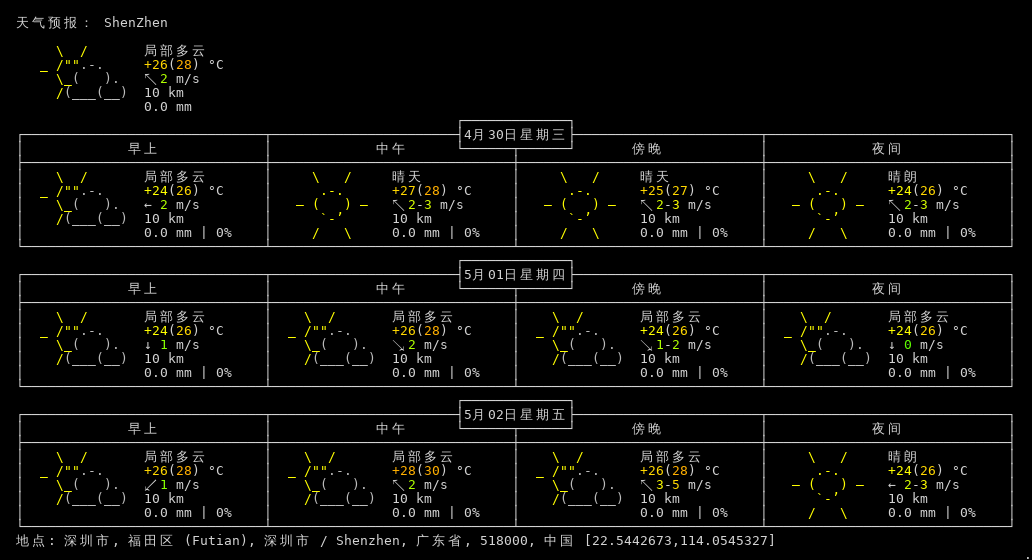 天气预报： ShenZhen
局部多云
+26(28) °C
↖ 2 m/s
10 km
0.0 mm
4月30日星期三
早上 中午 傍晚 夜间
局部多云 晴天 晴天 晴朗
+24(26) °C +27(28) °C +25(27) °C +24(26) °C
← 2 m/s ↖ 2-3 m/s ↖ 2-3 m/s ↖ 2-3 m/s
10 km 10 km 10 km 10 km
0.0 mm | 0% 0.0 mm | 0% 0.0 mm | 0% 0.0 mm | 0%
5月01日星期四
早上 中午 傍晚 夜间
局部多云 局部多云 局部多云 局部多云
+24(26) °C +26(28) °C +24(26) °C +24(26) °C
↓ 1 m/s ↘ 2 m/s ↘ 1-2 m/s ↓ 0 m/s
10 km 10 km 10 km 10 km
0.0 mm | 0% 0.0 mm | 0% 0.0 mm | 0% 0.0 mm | 0%
5月02日星期五
早上 中午 傍晚 夜间
局部多云 局部多云 局部多云 晴朗
+26(28) °C +28(30) °C +26(28) °C +24(26) °C
↙ 1 m/s ↖ 2 m/s ↖ 3-5 m/s ← 2-3 m/s
10 km 10 km 10 km 10 km
0.0 mm | 0% 0.0 mm | 0% 0.0 mm | 0% 0.0 mm | 0%
地点: 深圳市, 福田区 (Futian), 深圳市 / Shenzhen, 广东省, 518000, 中国 [22.5442673,114.0545327]